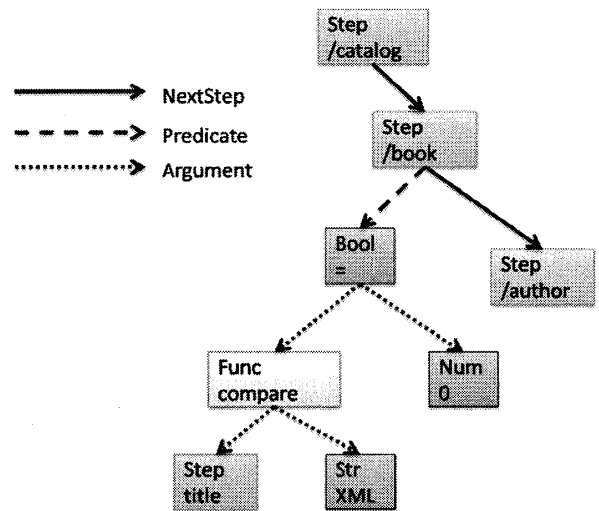 Step
/catalog
NextStep
Predicate
Argument
Step
/book
Bool
=
Step
/author
Func
compare
Num
0
Step
title
Str
XML